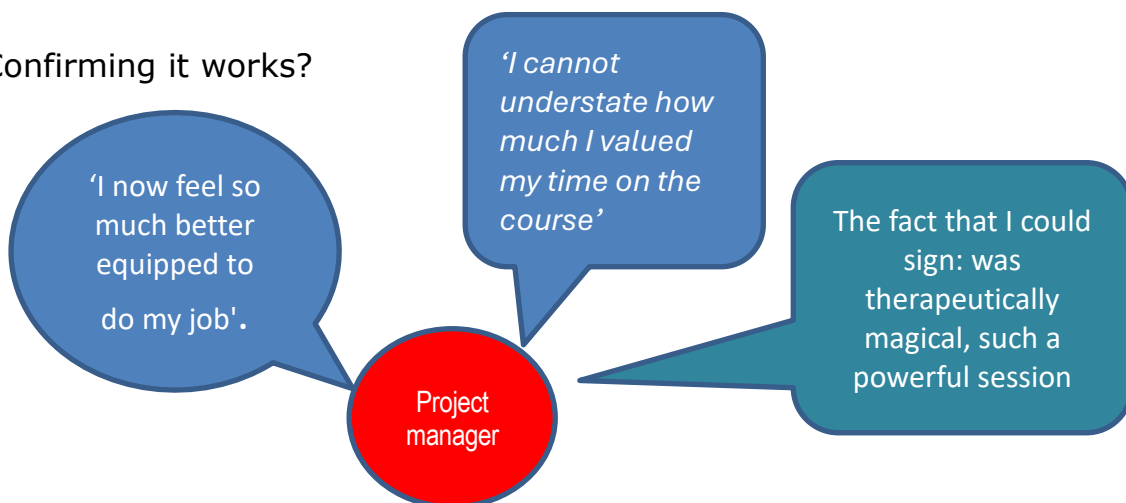 Confirming it works?
‘I now feel so
much better
equipped to
do my job'.
‘I cannot
understate how
much I valued
my time on the
course’
The fact that I could
sign: was
therapeutically
magical, such a
powerful session
Project
manager